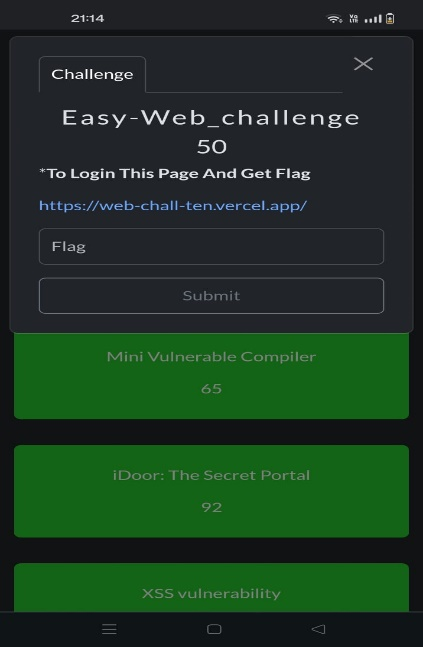 21:14
Challenge
Easy-Web_challenge
50
*To Login This Page And Get Flag
https://web-chall-ten.vercel.app/
Flag
Submit
Mini Vulnerable Compiler
65
iDoor: The Secret Portal
92
XSS vulnerability